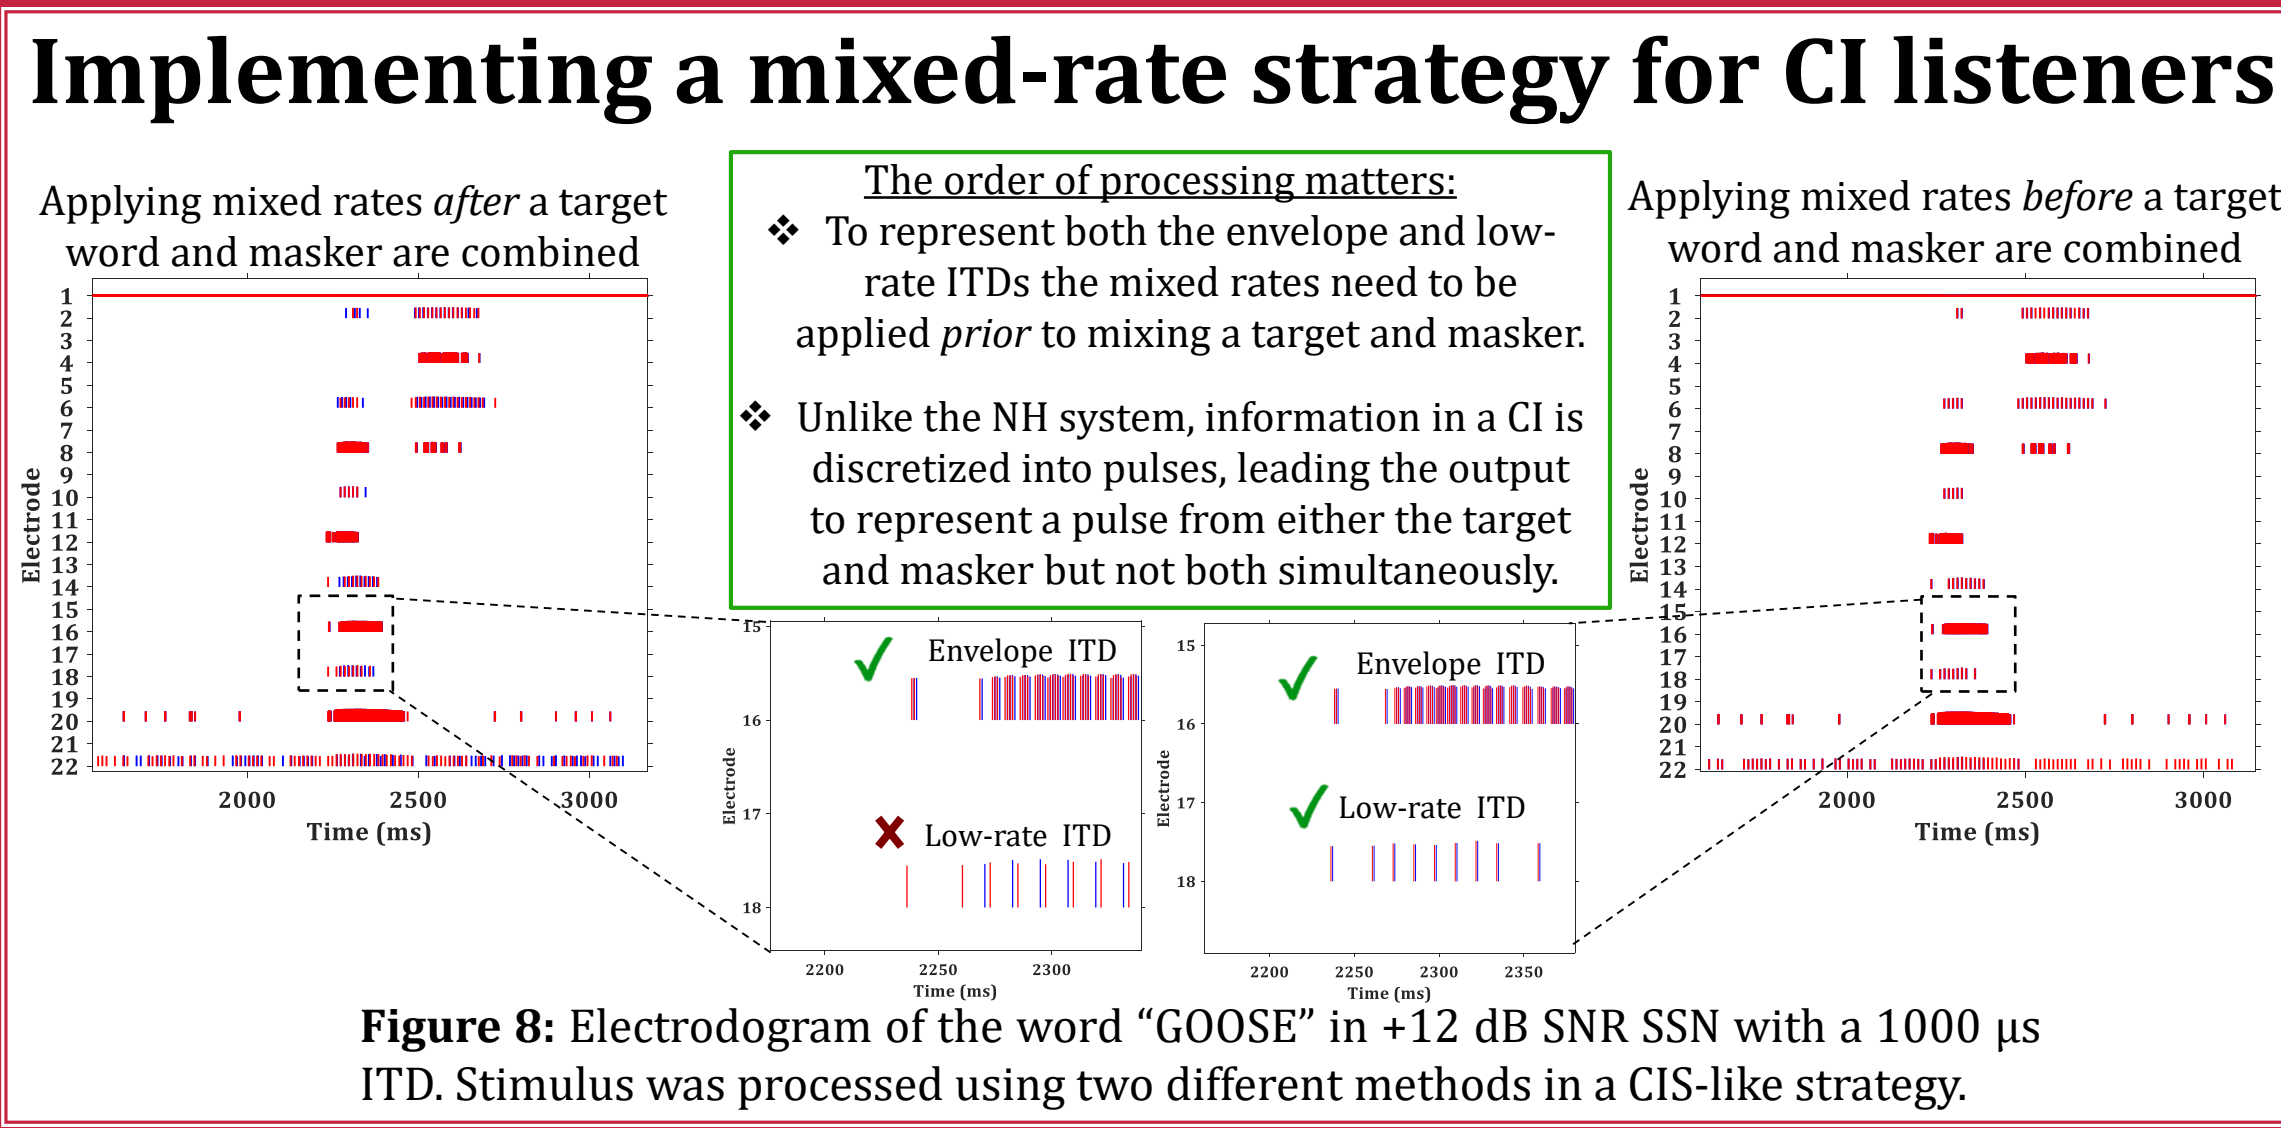 Implementing a mixed-rate strategy for CI listeners
Applying mixed rates after a target
word and masker are combined
1
2
3
4
5
6
7
8
9
10
11
12
13
14
15
16
17
18
19
20
21
22
Electrode
2000 2500 3000
Time (ms)
The order of processing matters:
❖ To represent both the envelope and low-
rate ITDs the mixed rates need to be
applied prior to mixing a target and masker.
❖ Unlike the NH system, information in a CI is
discretized into pulses, leading the output
to represent a pulse from either the target
and masker but not both simultaneously.
Applying mixed rates before a target
word and masker are combined
1
2
3
4
5
6
7
8
9
10
11
12
13
14
15
16
17
18
19
20
21
22
Electrode
2000 2500 3000
Time (ms)
15
16
17
18
Electrode
Envelope ITD
Low-rate ITD
2200 2250 2300
Time (ms)
15
16
17
18
Electrode
Envelope ITD
Low-rate ITD
2200 2250 2300 2350
Time (ms)
Figure 8: Electrodogram of the word “GOOSE” in +12 dB SNR SSN with a 1000 μs
ITD. Stimulus was processed using two different methods in a CIS-like strategy.